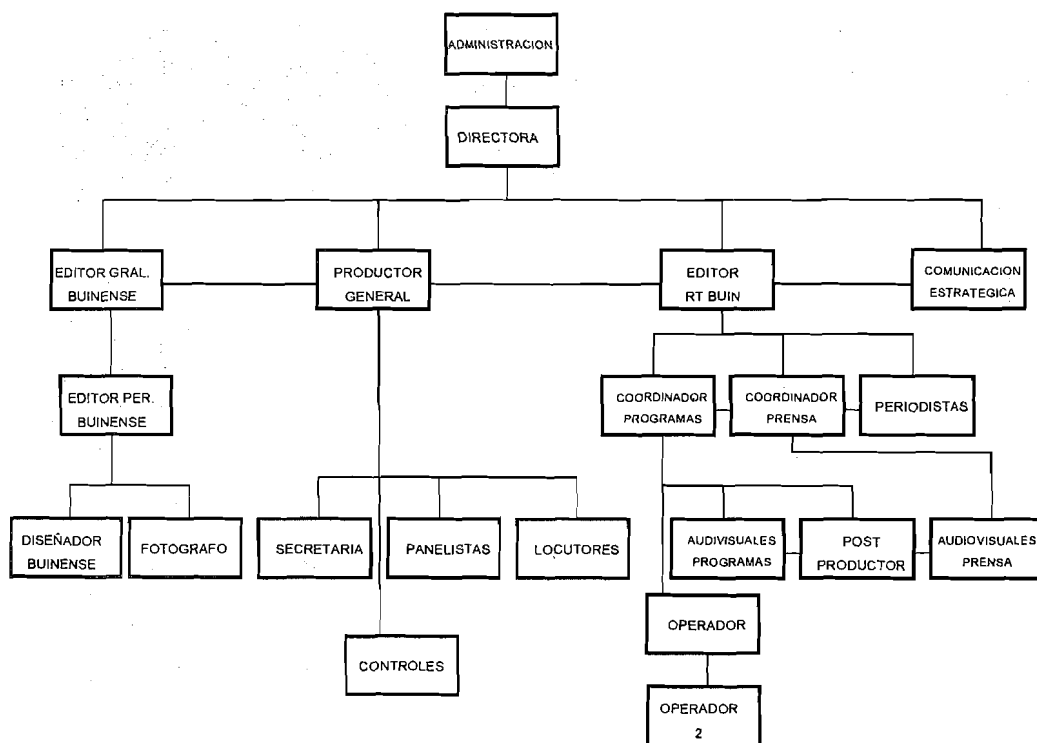 ADMINISTRACION
DIRECTORA
EDITOR GRAL.
BUINENSE
PRODUCTOR
GENERAL
EDITOR
RT BUIN
COMUNICACION
ESTRATEGICA
EDITOR PER.
BUINENSE
COORDINADOR
PROGRAMAS
COORDINADOR
PRENSA
PERIODISTAS
DISEÑADOR
BUINENSE
FOTOGRAFO
SECRETARIA
PANELISTAS
LOCUTORES
AUDIVISUALES
PROGRAMAS
POST
PRODUCTOR
AUDIOVISUALES
PRENSA
OPERADOR
CONTROLES
OPERADOR
2